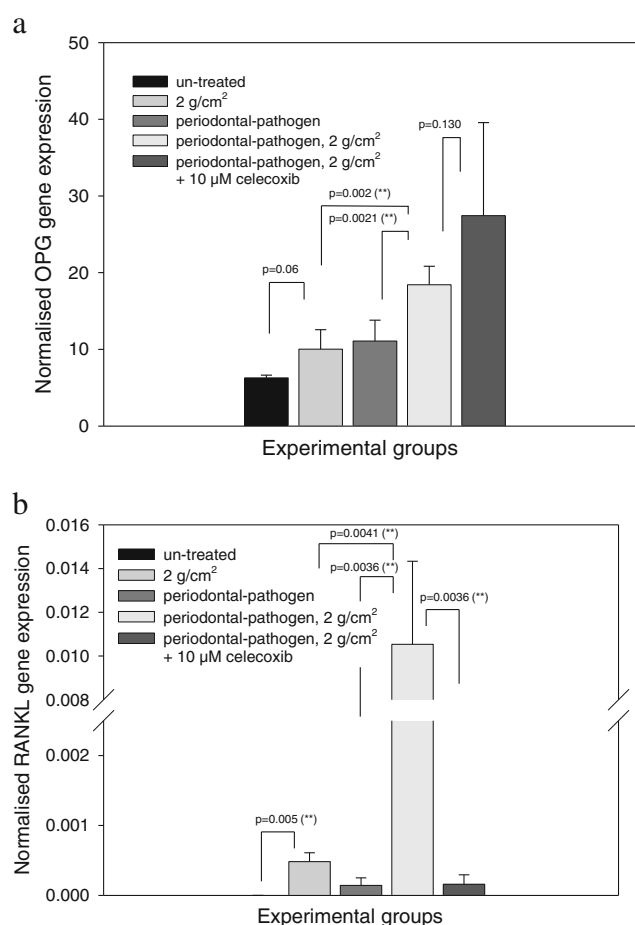 a
50
40
30
20
10
0
Normalised OPG gene expression
un-treated
2 g/cm²
periodontal-pathogen
periodontal-pathogen, 2 g/cm²
periodontal-pathogen, 2 g/cm²
+ 10 µM celecoxib
p=0.130
p=0.002 (**)
p=0.0021 (**)
p=0.06
Experimental groups
b
0.016
0.014
0.012
0.010
0.008
0.002
0.001
0.000
Normalised RANKL gene expression
un-treated
2 g/cm²
periodontal-pathogen
periodontal-pathogen, 2 g/cm²
periodontal-pathogen, 2 g/cm²
+ 10 µM celecoxib
p=0.0041 (**)
p=0.0036 (**)
p=0.0036 (**)
p=0.005 (**)
Experimental groups